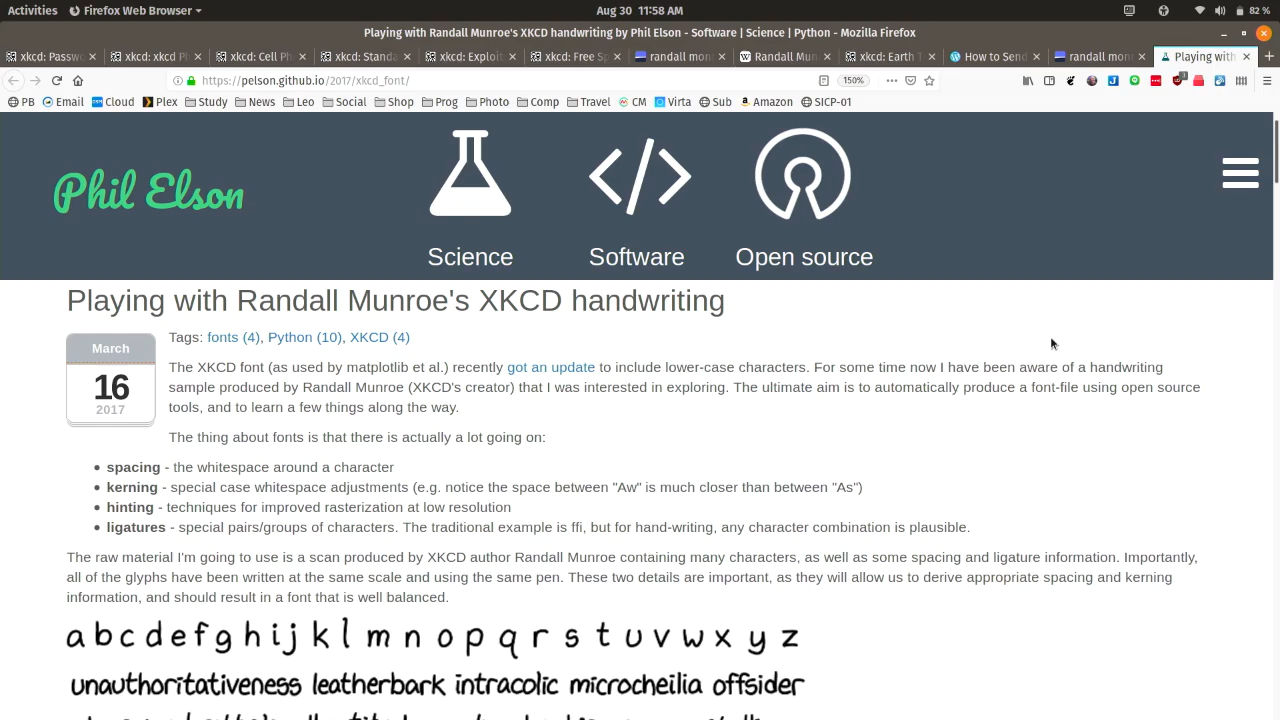 Activities Firefox Web Browser Aug 30 11:58 AM 82 %
Playing with Randall Munroe's XKCD handwriting by Phil Elson - Software | Science | Python - Mozilla Firefox
xkcd: Passw xkcd: xkcd Ph xkcd: Cell Ph xkcd: Standa xkcd: Exploit xkcd: Free Sp randall mon Randall Mun xkcd: Earth T How to Send randall mon Playing with
https://pelson.github.io/2017/xkcd_font/ 150%
PB Email Cloud Plex Study News Leo Social Shop Prog Photo Comp Travel CM Virta Sub Amazon SICP-01
Phil Elson
Science Software Open source
Playing with Randall Munroe's XKCD handwriting
March
16
2017
Tags: fonts (4), Python (10), XKCD (4)
The XKCD font (as used by matplotlib et al.) recently got an update to include lower-case characters. For some time now I have been aware of a handwriting
sample produced by Randall Munroe (XKCD's creator) that I was interested in exploring. The ultimate aim is to automatically produce a font-file using open source
tools, and to learn a few things along the way.
The thing about fonts is that there is actually a lot going on:
• spacing - the whitespace around a character
• kerning - special case whitespace adjustments (e.g. notice the space between "Aw" is much closer than between "As")
• hinting - techniques for improved rasterization at low resolution
• ligatures - special pairs/groups of characters. The traditional example is ffi, but for hand-writing, any character combination is plausible.
The raw material I'm going to use is a scan produced by XKCD author Randall Munroe containing many characters, as well as some spacing and ligature information. Importantly,
all of the glyphs have been written at the same scale and using the same pen. These two details are important, as they will allow us to derive appropriate spacing and kerning
information, and should result in a font that is well balanced.
a b c d e f g h i j k l m n o p q r s t u v w x y z
unauthoritativeness leatherbark intracolic microcheilia offsider